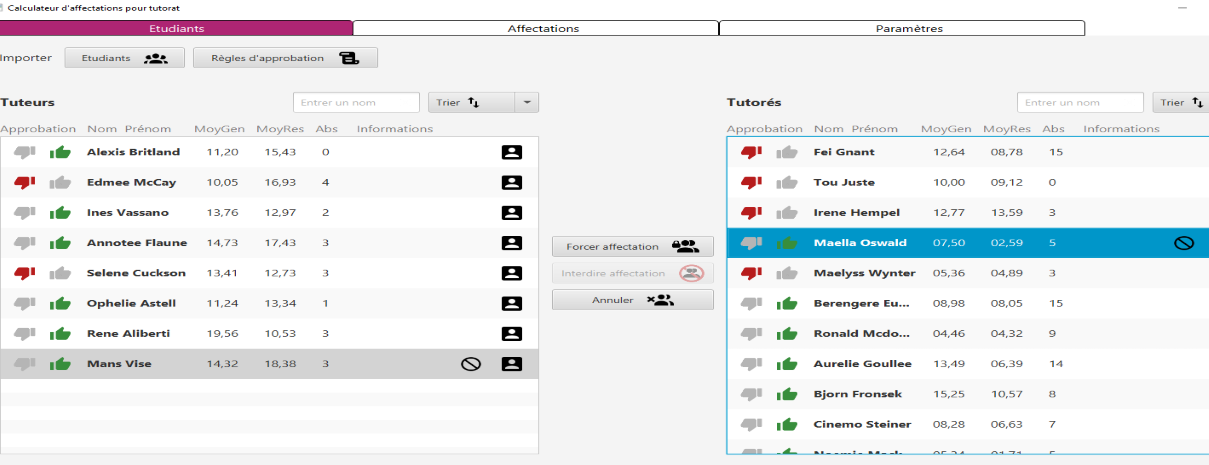 Calculateur d'affectations pour tutorat
Etudiants Affectations Paramètres
Importer Etudiants Règles d'approbation
Tuteurs Entrer un nom Trier
Approbation Nom Prénom MoyGen MoyRes Abs Informations
Alexis Britland 11,20 15,43 0
Edmee McCay 10,05 16,93 4
Ines Vassano 13,76 12,97 2
Annotee Flaune 14,73 17,43 3
Selene Cuckson 13,41 12,73 3
Ophelie Astell 11,24 13,34 1
Rene Aliberti 19,56 10,53 3
Mans Vise 14,32 18,38 3
Forcer affectation
Interdire affectation
Annuler
Tutorés Entrer un nom Trier
Approbation Nom Prénom MoyGen MoyRes Abs Informations
Fei Gnant 12,64 08,78 15
Tou Juste 10,00 09,12 0
Irene Hempel 12,77 13,59 3
Maella Oswald 07,50 02,59 5
Maelyss Wynter 05,36 04,89 3
Berengere Eu... 08,98 08,05 15
Ronald Mcdo... 04,46 04,32 9
Aurelie Goullee 13,49 06,39 14
Bjorn Fronsek 15,25 10,57 8
Cinemo Steiner 08,28 06,63 7